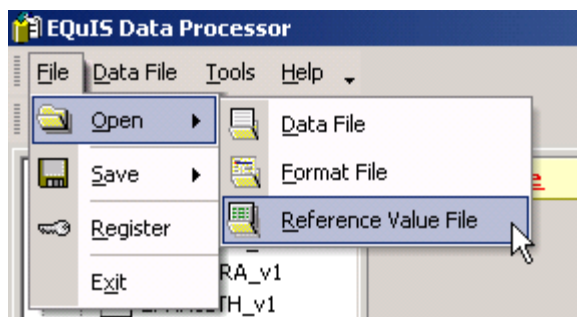 EQuIS Data Processor
File Data File Tools Help
Open
Save
Register
Exit
Data File
Format File
Reference Value File
RA_v1
TH_v1